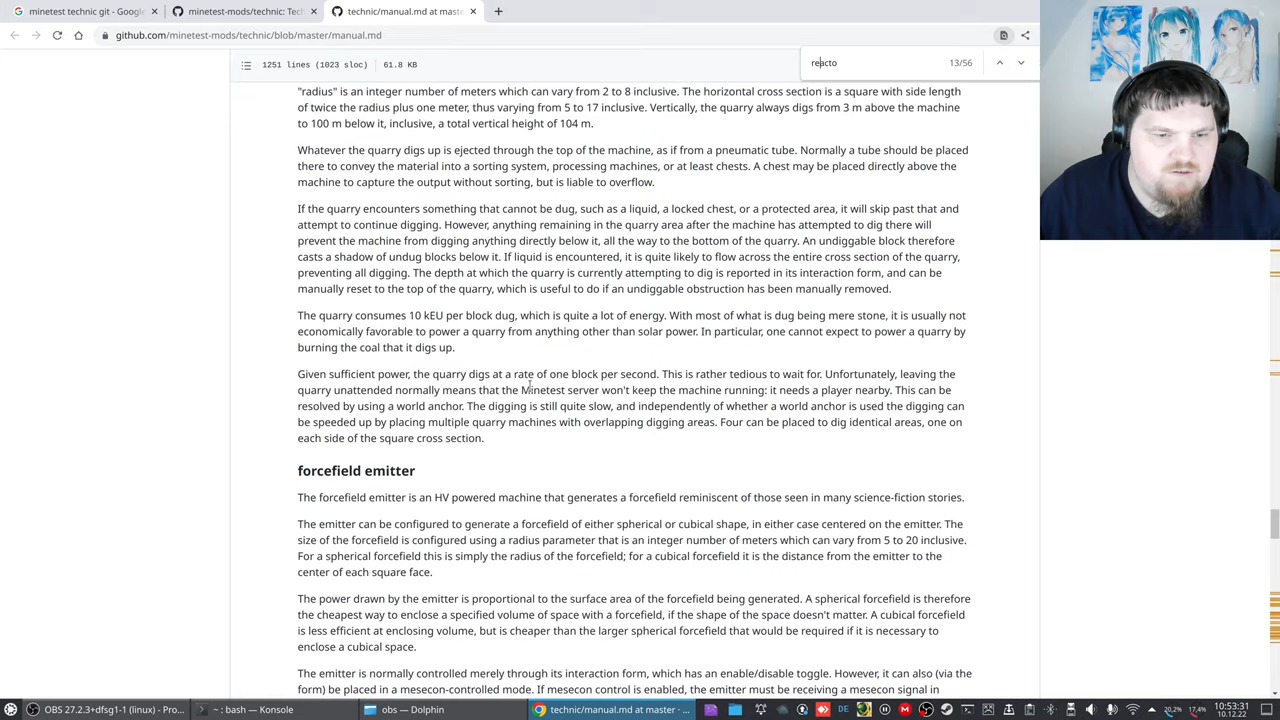 minetest technic git - Google
minetest-mods/technic: Tech
technic/manual.md at maste
github.com/minetest-mods/technic/blob/master/manual.md
reacto
13/56
1251 lines (1023 sloc)
61.8 KB
"radius" is an integer number of meters which can vary from 2 to 8 inclusive. The horizontal cross section is a square with side length
of twice the radius plus one meter, thus varying from 5 to 17 inclusive. Vertically, the quarry always digs from 3 m above the machine
to 100 m below it, inclusive, a total vertical height of 104 m.
Whatever the quarry digs up is ejected through the top of the machine, as if from a pneumatic tube. Normally a tube should be placed
there to convey the material into a sorting system, processing machines, or at least chests. A chest may be placed directly above the
machine to capture the output without sorting, but is liable to overflow.
If the quarry encounters something that cannot be dug, such as a liquid, a locked chest, or a protected area, it will skip past that and
attempt to continue digging. However, anything remaining in the quarry area after the machine has attempted to dig there will
prevent the machine from digging anything directly below it, all the way to the bottom of the quarry. An undiggable block therefore
casts a shadow of undug blocks below it. If liquid is encountered, it is quite likely to flow across the entire cross section of the quarry,
preventing all digging. The depth at which the quarry is currently attempting to dig is reported in its interaction form, and can be
manually reset to the top of the quarry, which is useful to do if an undiggable obstruction has been manually removed.
The quarry consumes 10 kEU per block dug, which is quite a lot of energy. With most of what is dug being mere stone, it is usually not
economically favorable to power a quarry from anything other than solar power. In particular, one cannot expect to power a quarry by
burning the coal that it digs up.
Given sufficient power, the quarry digs at a rate of one block per second. This is rather tedious to wait for. Unfortunately, leaving the
quarry unattended normally means that the Minetest server won't keep the machine running: it needs a player nearby. This can be
resolved by using a world anchor. The digging is still quite slow, and independently of whether a world anchor is used the digging can
be speeded up by placing multiple quarry machines with overlapping digging areas. Four can be placed to dig identical areas, one on
each side of the square cross section.
forcefield emitter
The forcefield emitter is an HV powered machine that generates a forcefield reminiscent of those seen in many science-fiction stories.
The emitter can be configured to generate a forcefield of either spherical or cubical shape, in either case centered on the emitter. The
size of the forcefield is configured using a radius parameter that is an integer number of meters which can vary from 5 to 20 inclusive.
For a spherical forcefield this is simply the radius of the forcefield; for a cubical forcefield it is the distance from the emitter to the
center of each square face.
The power drawn by the emitter is proportional to the surface area of the forcefield being generated. A spherical forcefield is therefore
the cheapest way to enclose a specified volume of space with a forcefield, if the shape of the space doesn't matter. A cubical forcefield
is less efficient at enclosing volume, but is cheaper than the larger spherical forcefield that would be required if it is necessary to
enclose a cubical space.
The emitter is normally controlled merely through its interaction form, which has an enable/disable toggle. However, it can also (via the
form) be placed in a mesecon-controlled mode. If mesecon control is enabled, the emitter must be receiving a mesecon signal in
OBS 27.2.3+dfsg1-1 (linux) - Pro...
~ : bash — Konsole
obs — Dolphin
technic/manual.md at master · ...
DE
20,2%
17,4%
10:53:31
10.12.22